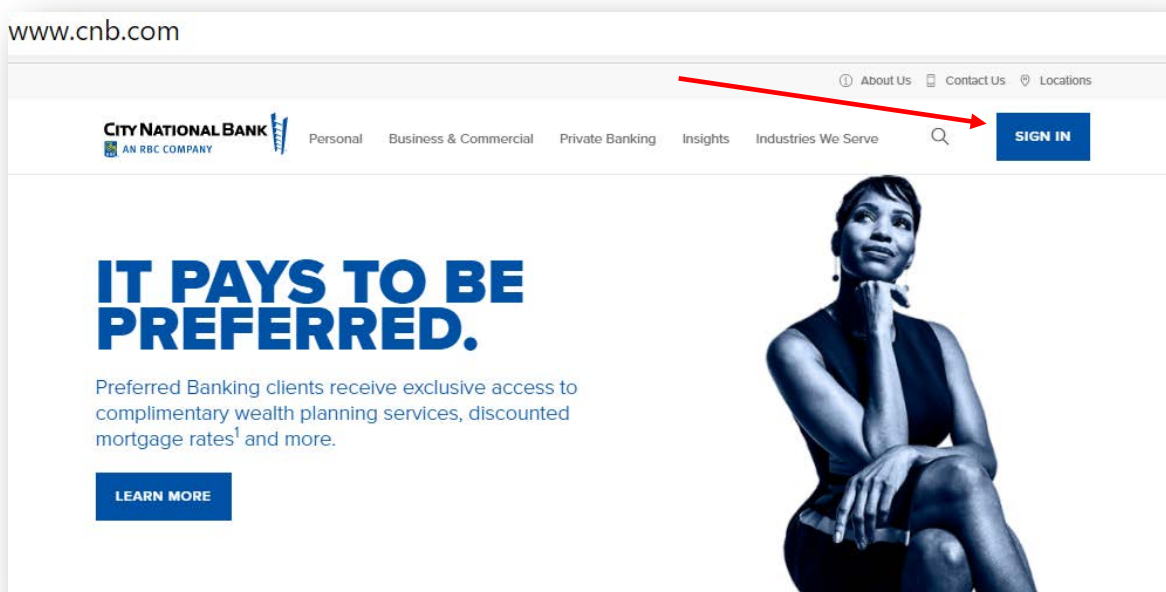 www.cnb.com
About Us Contact Us Locations
CITY NATIONAL BANK
AN RBC COMPANY
Personal Business & Commercial Private Banking Insights Industries We Serve
SIGN IN
IT PAYS TO BE
PREFERRED.
Preferred Banking clients receive exclusive access to
complimentary wealth planning services, discounted
mortgage rates¹ and more.
LEARN MORE